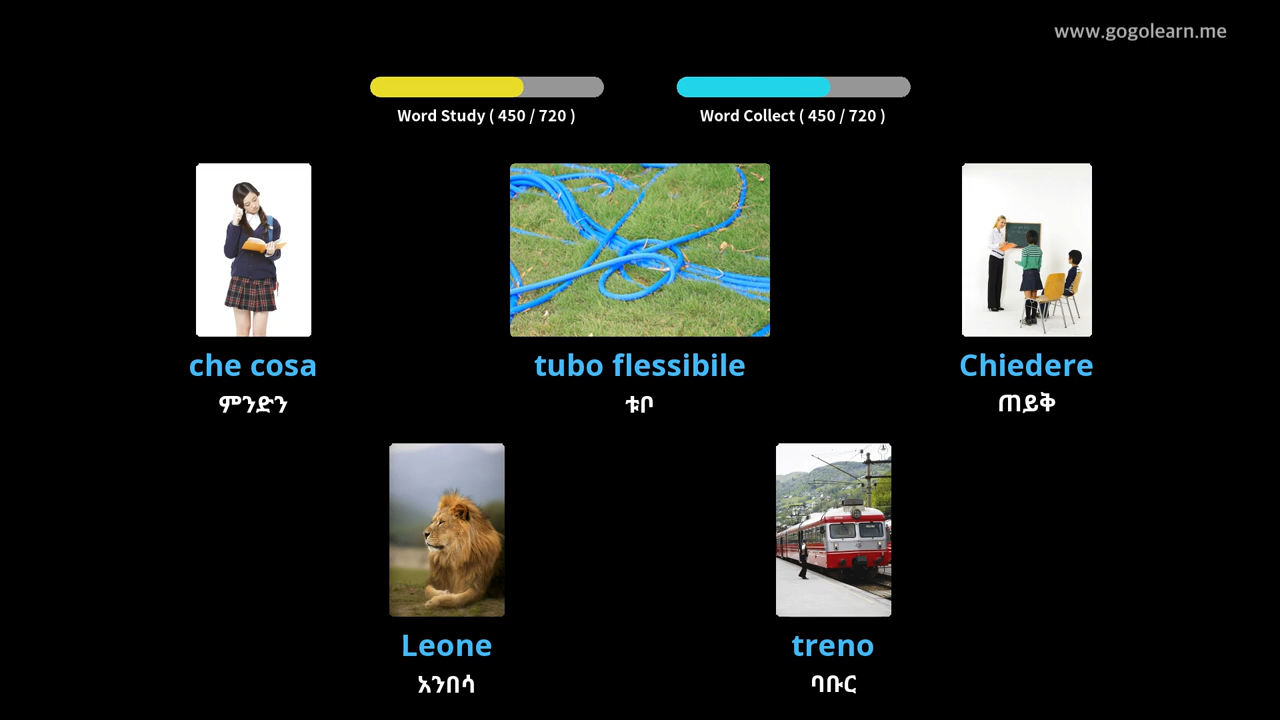 www.gogolearn.me
Word Study ( 450 / 720 )
Word Collect ( 450 / 720 )
che cosa
ምንድን
tubo flessibile
ቱቦ
Chiedere
ጠይቅ
Leone
አንበሳ
treno
ባቡር